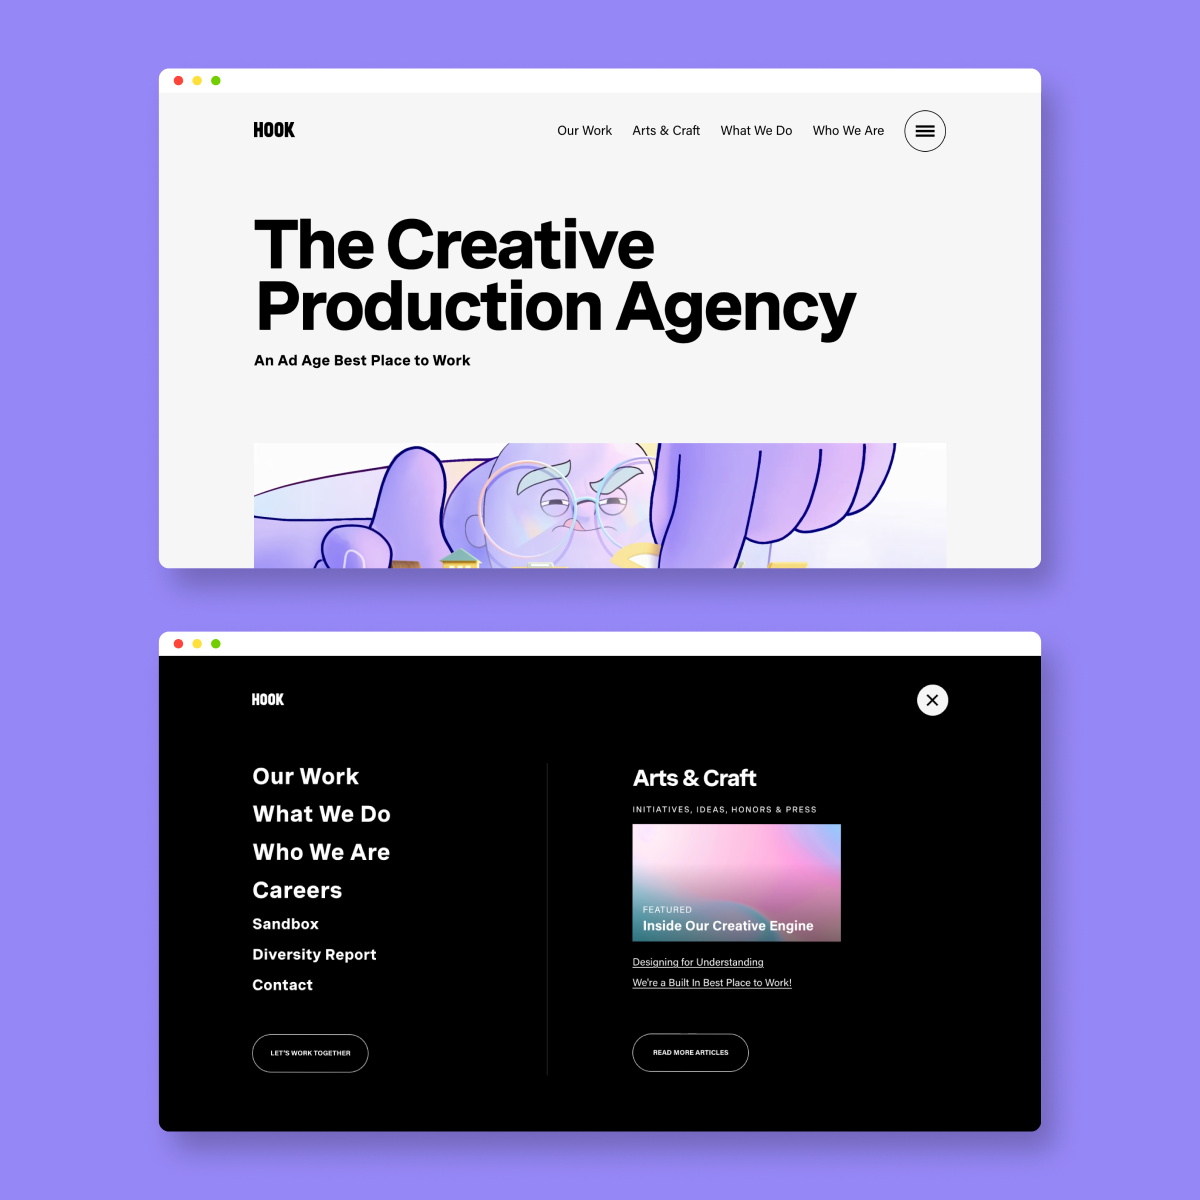 HOOK
Our Work
Arts & Craft
What We Do
Who We Are
The Creative
Production Agency
An Ad Age Best Place to Work
HOOK
Our Work
What We Do
Who We Are
Careers
Sandbox
Diversity Report
Contact
LET'S WORK TOGETHER
Arts & Craft
INITIATIVES, IDEAS, HONORS & PRESS
FEATURED
Inside Our Creative Engine
Designing for Understanding
We're a Built In Best Place to Work!
READ MORE ARTICLES